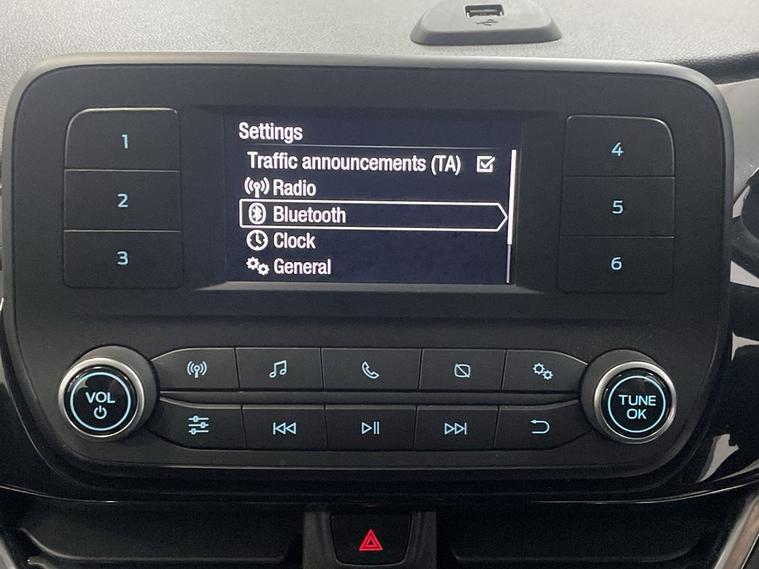 Settings
Traffic announcements (TA)
Radio
Bluetooth
Clock
General
1
2
3
4
5
6
VOL
TUNE
OK